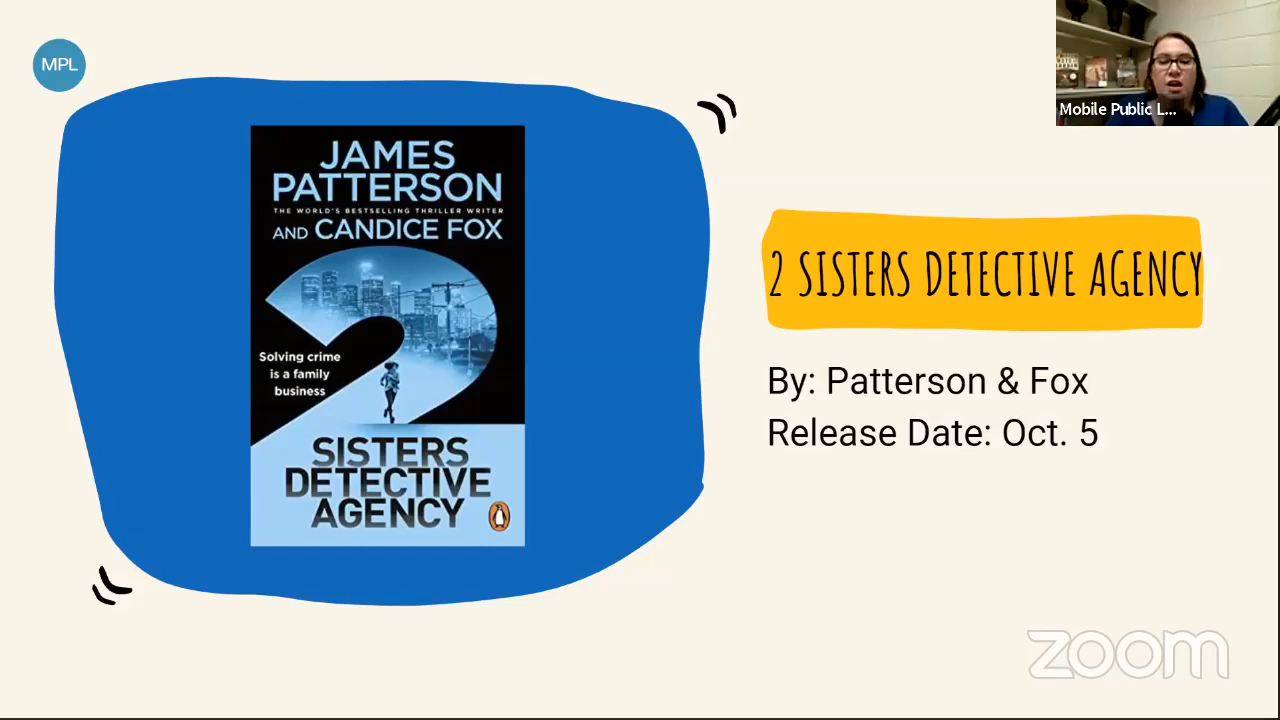 MPL
Mobile Public L...
JAMES
PATTERSON
THE WORLD'S BESTSELLING THRILLER WRITER
AND CANDICE FOX
2
Solving crime
is a family
business
SISTERS
DETECTIVE
AGENCY
2 SISTERS DETECTIVE AGENCY
By: Patterson & Fox
Release Date: Oct. 5
zoom